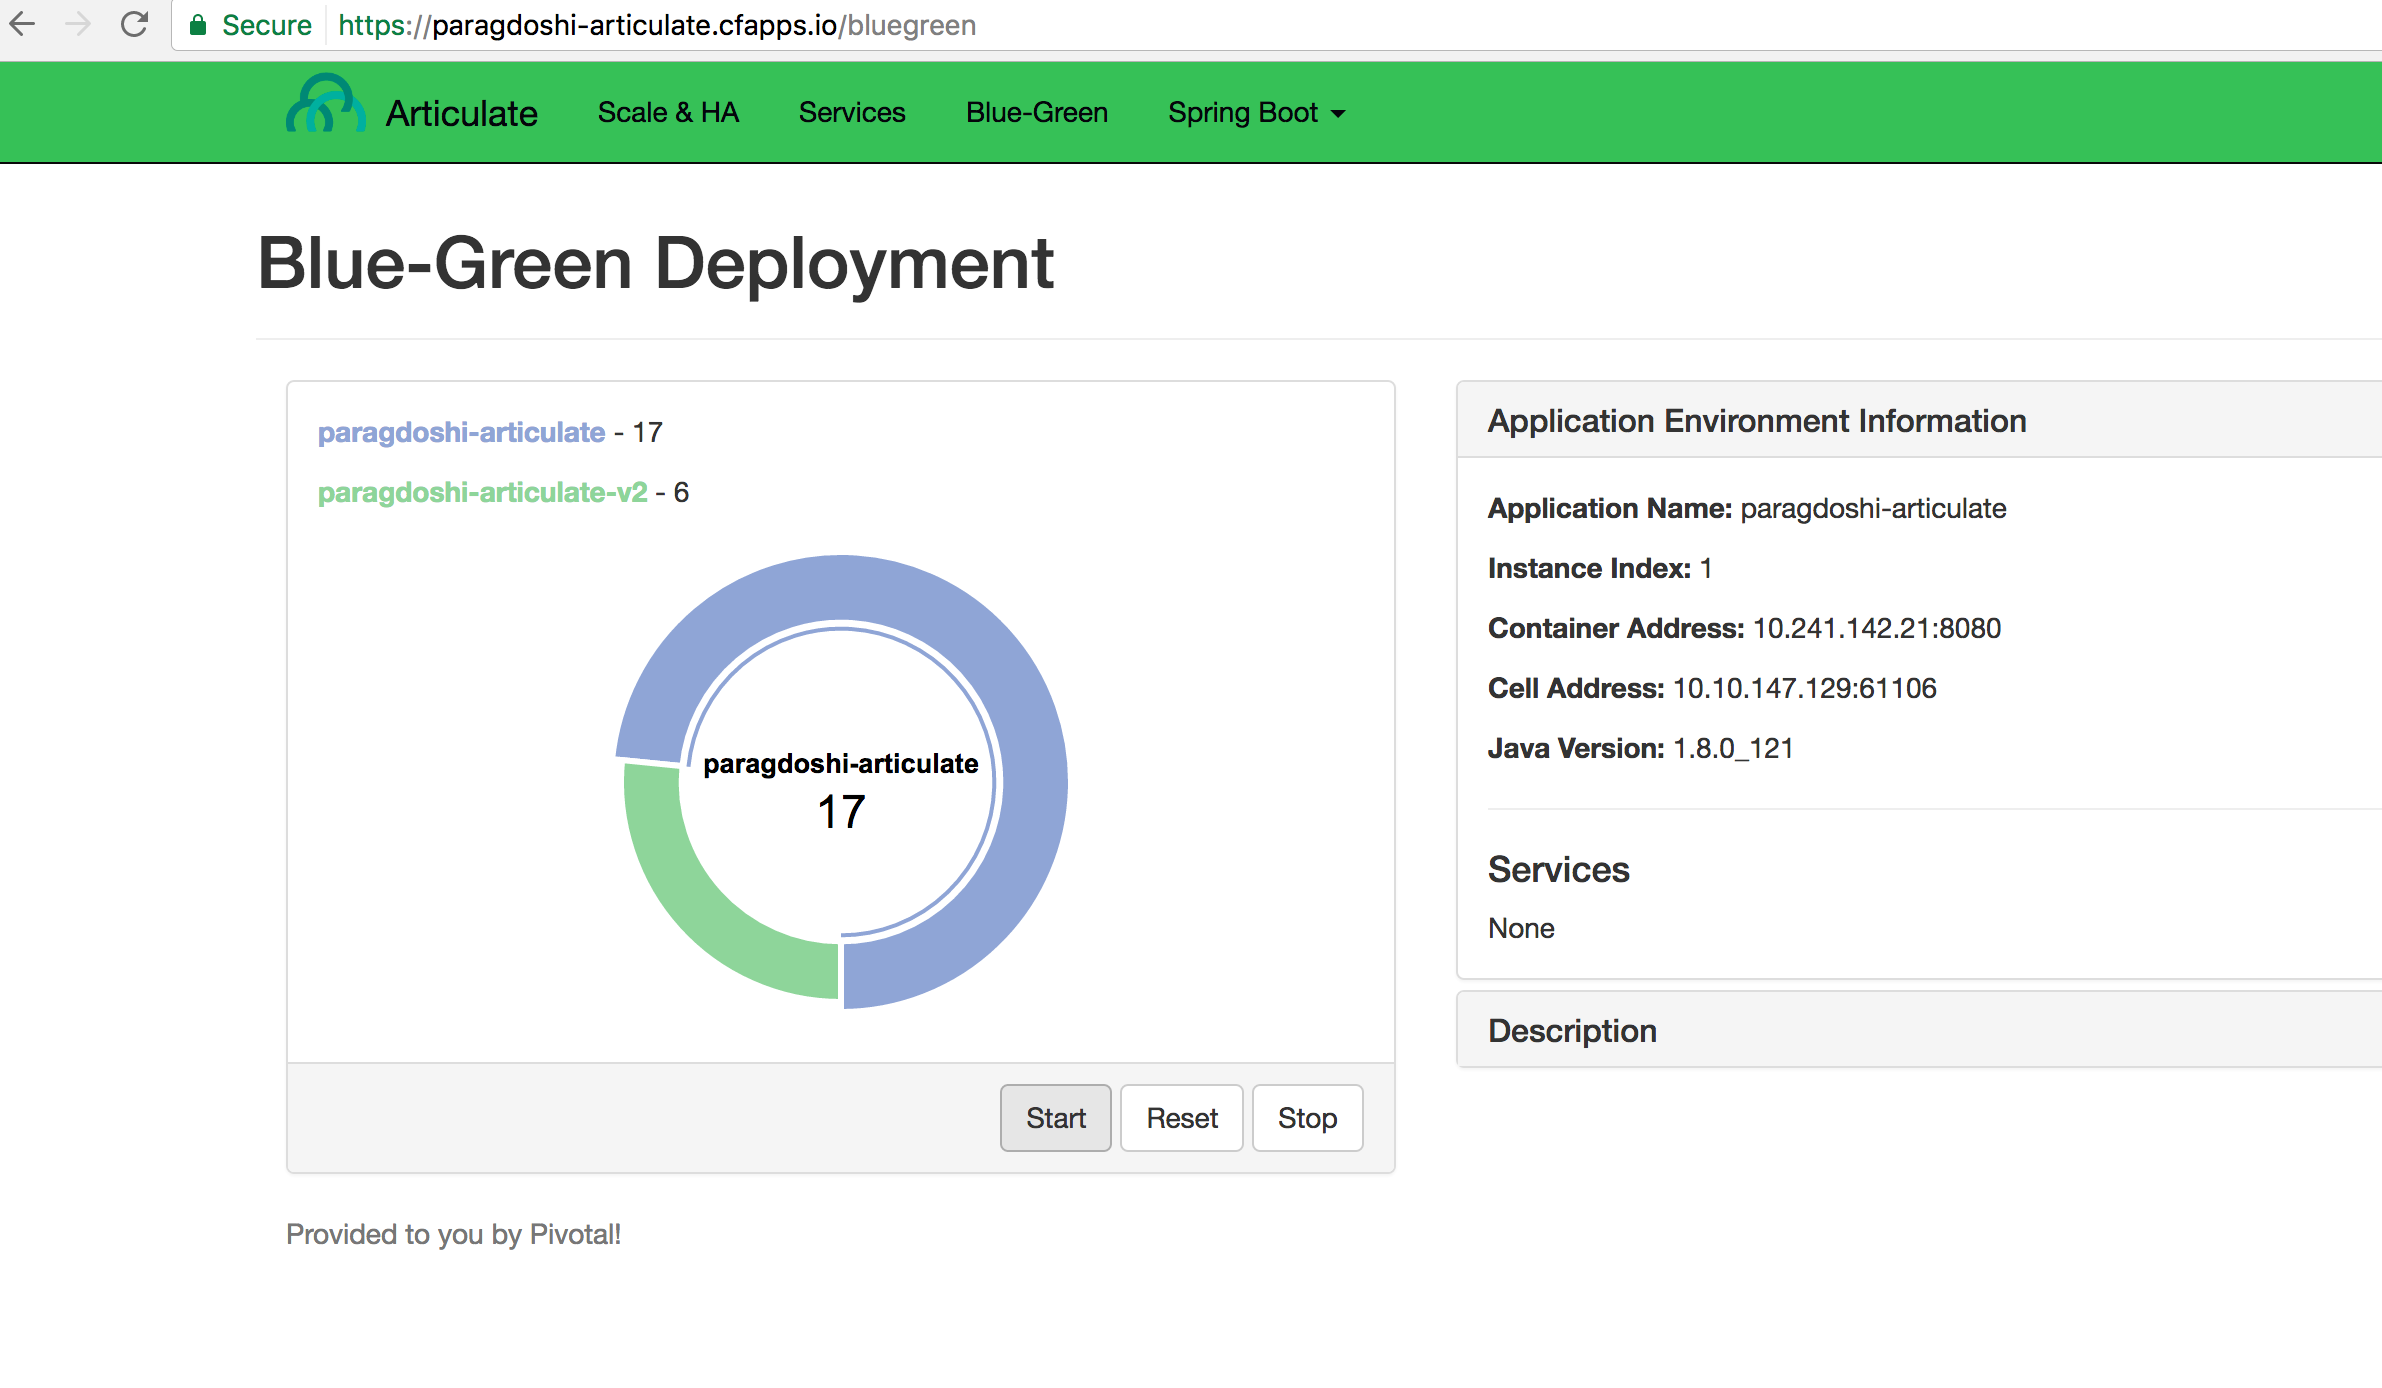 Secure https://paragdoshi-articulate.cfapps.io/bluegreen
Articulate Scale & HA Services Blue-Green Spring Boot
Blue-Green Deployment
paragdoshi-articulate - 17
paragdoshi-articulate-v2 - 6
paragdoshi-articulate
17
Start Reset Stop
Application Environment Information
Application Name: paragdoshi-articulate
Instance Index: 1
Container Address: 10.241.142.21:8080
Cell Address: 10.10.147.129:61106
Java Version: 1.8.0_121
Services
None
Description
Provided to you by Pivotal!